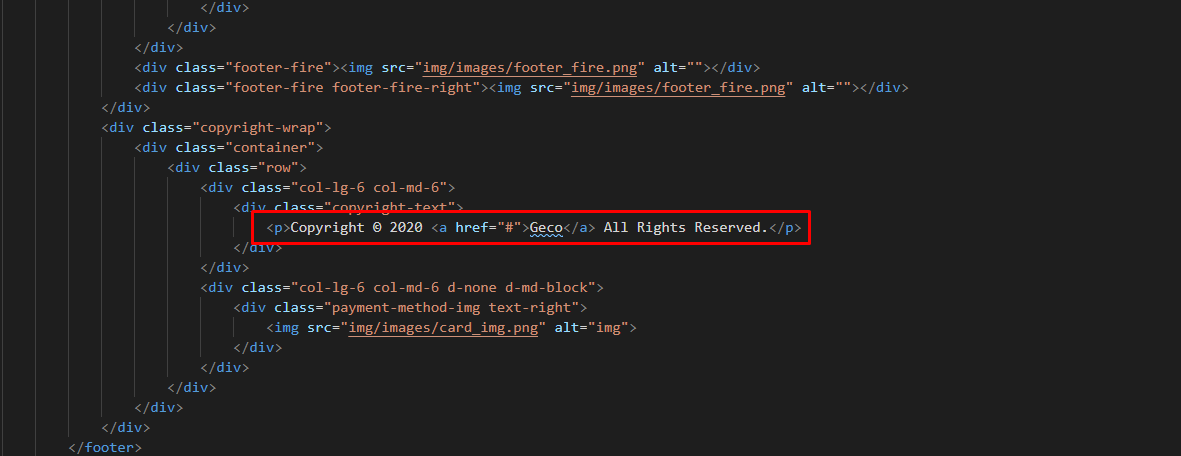 </div>
</div>
</div>
<div class="footer-fire"><img src="img/images/footer_fire.png" alt=""></div>
<div class="footer-fire footer-fire-right"><img src="img/images/footer_fire.png" alt=""></div>
</div>
<div class="copyright-wrap">
<div class="container">
<div class="row">
<div class="col-lg-6 col-md-6">
<div class="copyright-text">
<p>Copyright © 2020 <a href="#">Geco</a> All Rights Reserved.</p>
</div>
</div>
<div class="col-lg-6 col-md-6 d-none d-md-block">
<div class="payment-method-img text-right">
<img src="img/images/card_img.png" alt="img">
</div>
</div>
</div>
</div>
</div>
</footer>